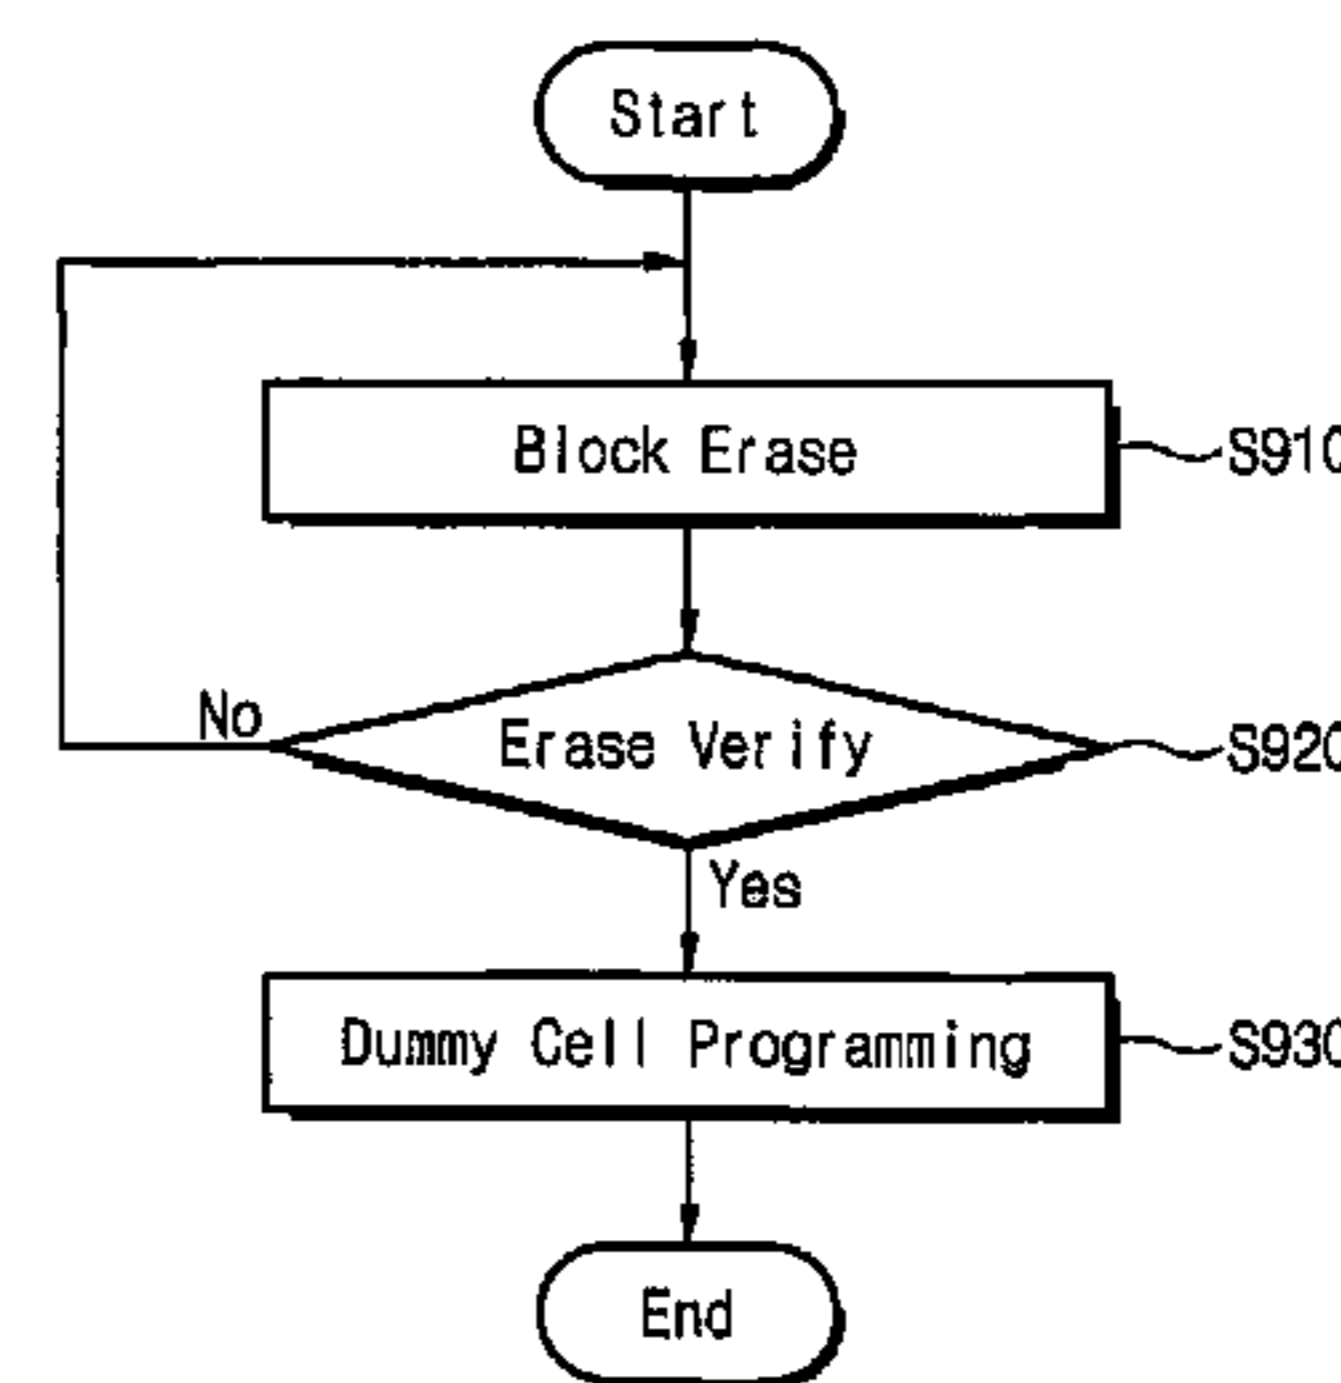 Start
Block Erase
S910
No
Erase Verify
S920
Yes
Dummy Cell Programming
S930
End